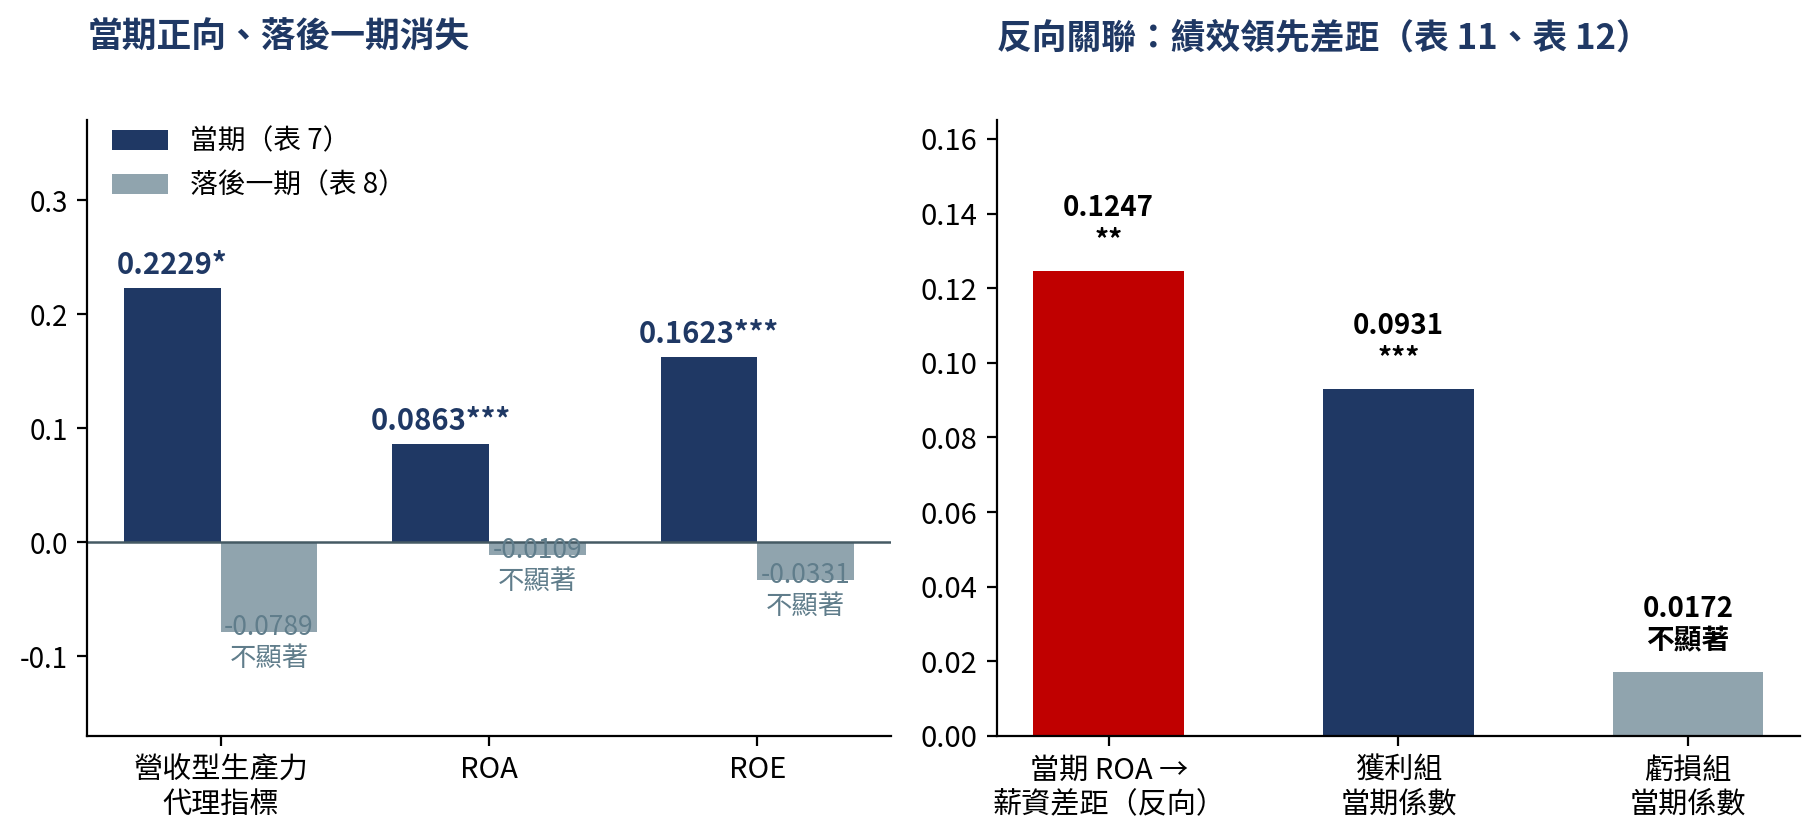 當期正向、落後一期消失
當期（表 7）
落後一期（表 8）
0.3
0.2
0.1
0.0
-0.1
0.2229*
0.0863***
0.1623***
-0.0789
不顯著
-0.0109
不顯著
-0.0331
不顯著
營收型生產力
代理指標
ROA
ROE
反向關聯：績效領先差距（表 11、表 12）
0.16
0.14
0.12
0.10
0.08
0.06
0.04
0.02
0.00
0.1247
**
0.0931
***
0.0172
不顯著
當期 ROA →
薪資差距（反向）
獲利組
當期係數
虧損組
當期係數